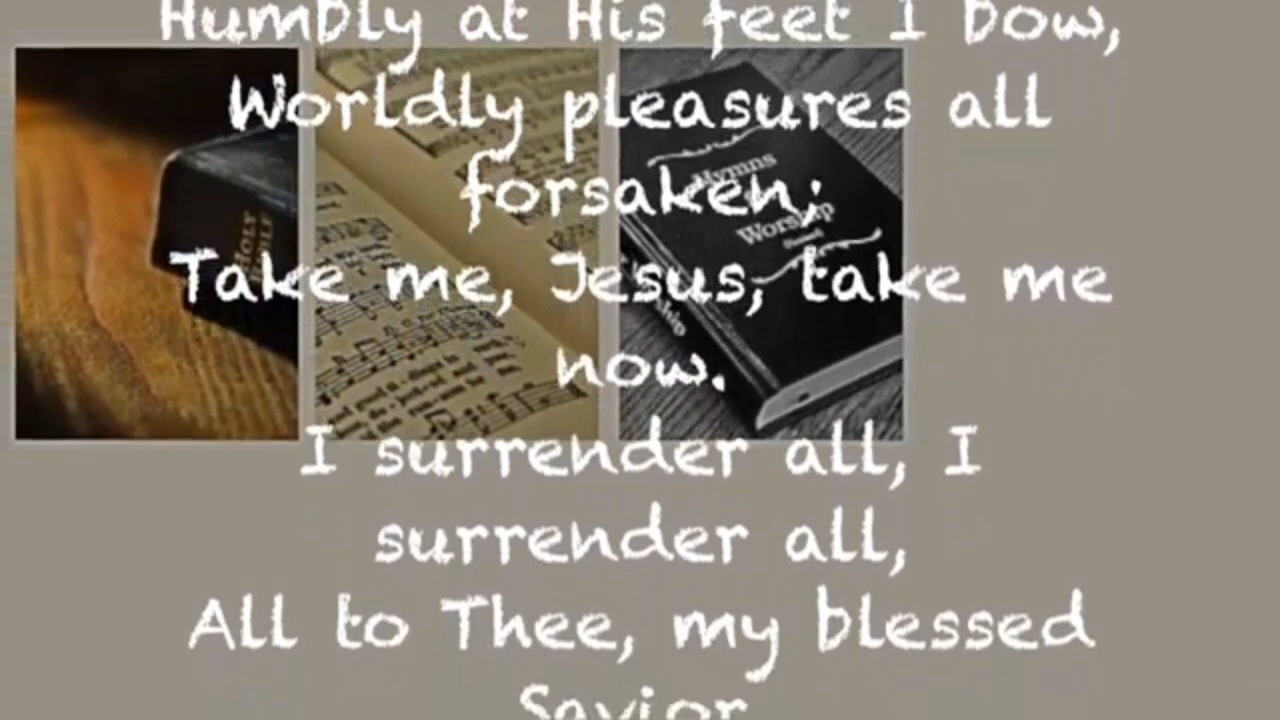 Humbly at His feet I bow,
Worldly pleasures all
forsaken;
Take me, Jesus, take me
now.
I surrender all, I
surrender all,
All to Thee, my blessed
Savior
HOLY
Hymns
Worship